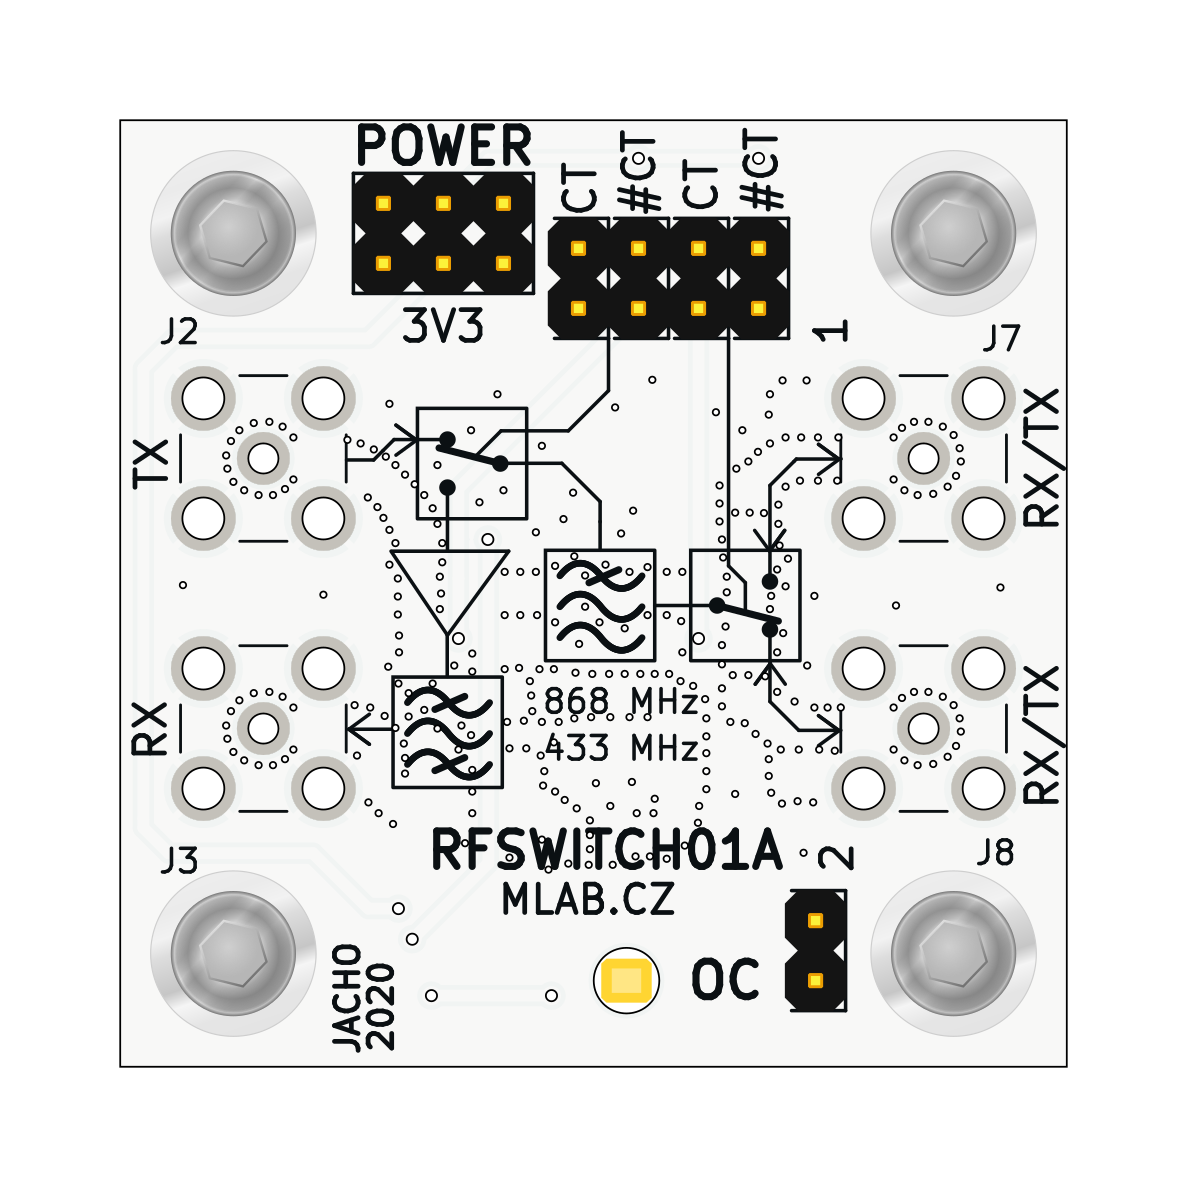 POWER
CT
#CT
CT
#CT
3V3
J2
1
J7
TX
RX/TX
RX
868 MHz
433 MHz
RX/TX
RFSWITCH01A
MLAB.CZ
J3
2
J8
JACHO
2020
OC